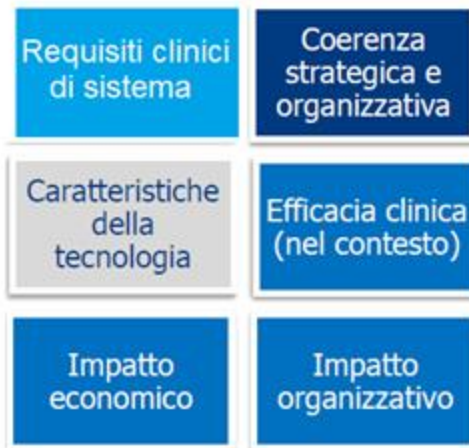 Requisiti clinici
di sistema
Coerenza
strategica e
organizzativa
Caratteristiche
della
tecnologia
Efficacia clinica
(nel contesto)
Impatto
economico
Impatto
organizzativo